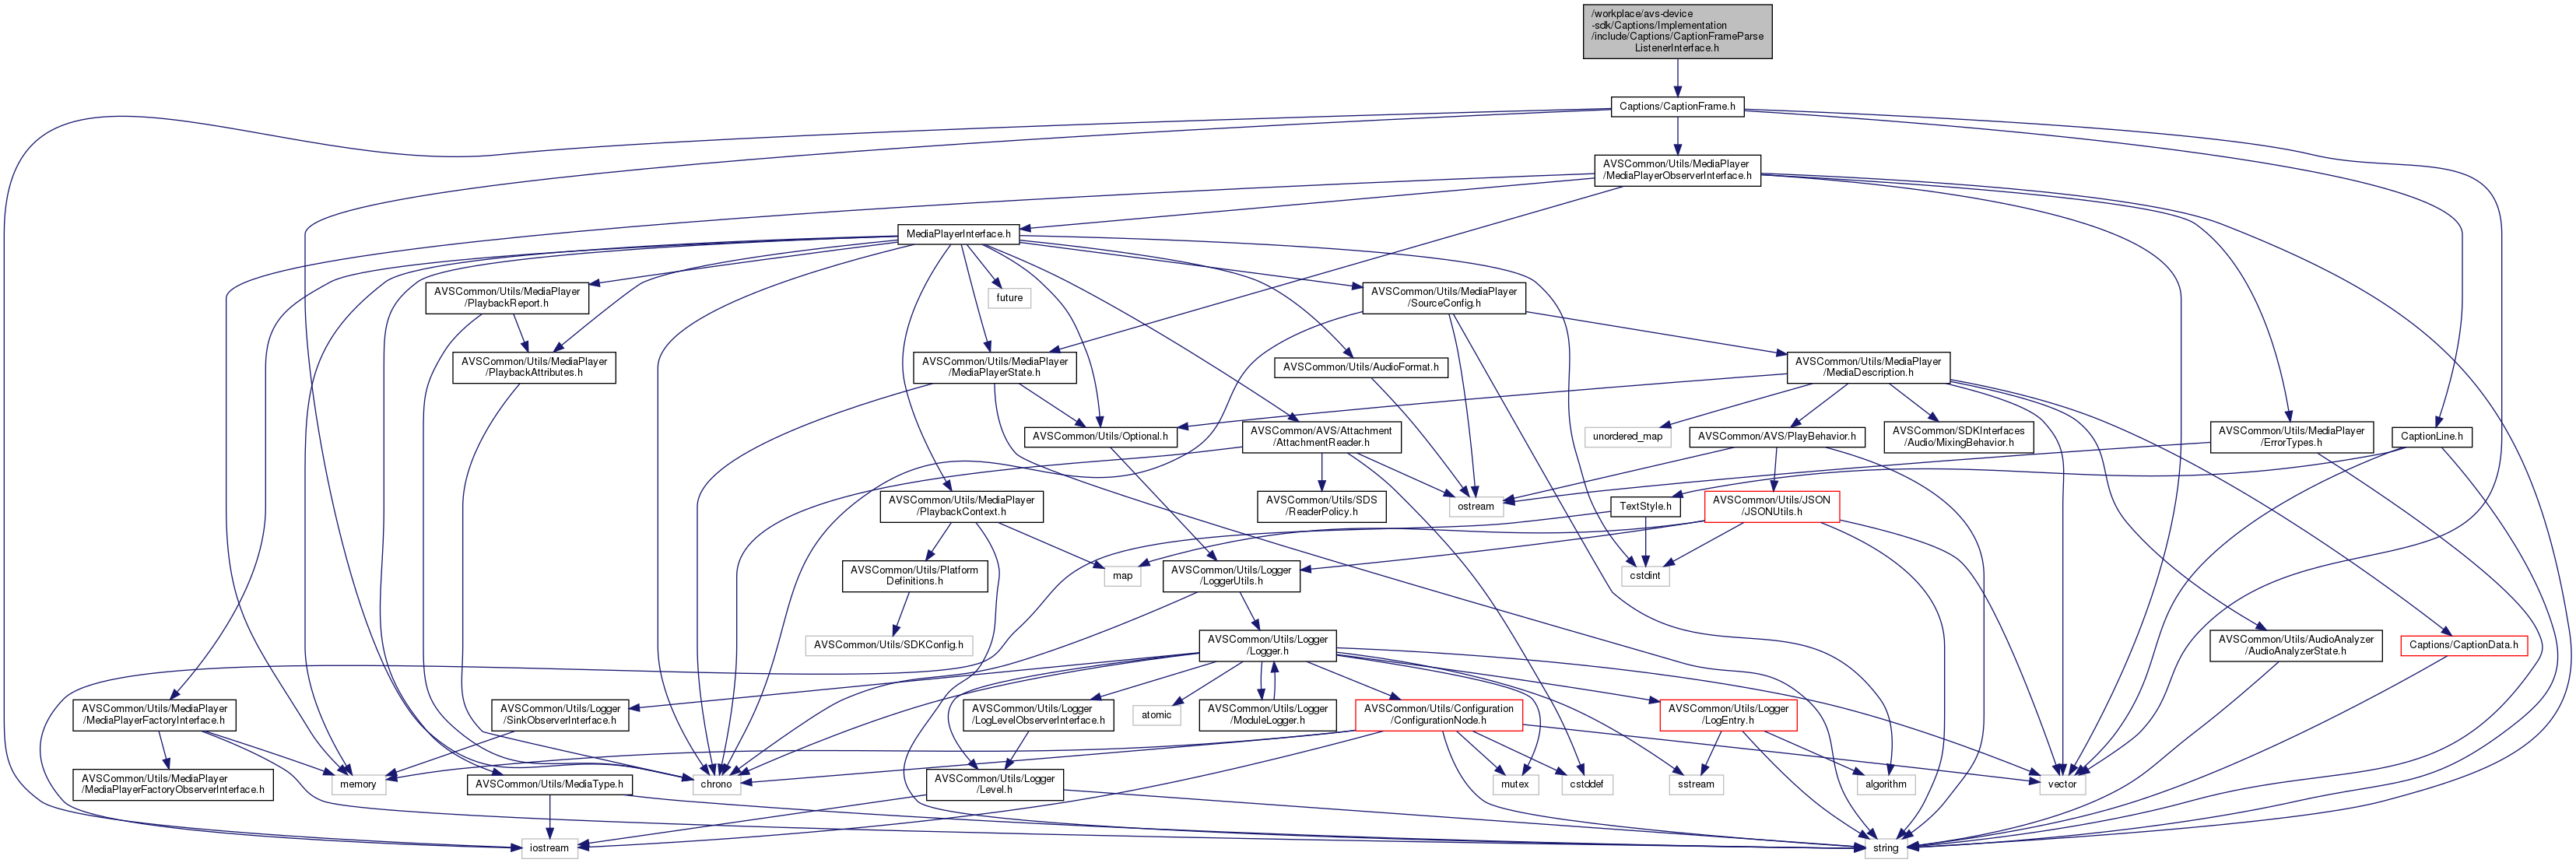 /workplace/avs-device
-sdk/Captions/Implementation
/include/Captions/CaptionFrameParse
ListenerInterface.h
Captions/CaptionFrame.h
AVSCommon/Utils/MediaPlayer
/MediaPlayerObserverInterface.h
MediaPlayerInterface.h
AVSCommon/Utils/MediaPlayer
/PlaybackReport.h
future
AVSCommon/Utils/MediaPlayer
/SourceConfig.h
AVSCommon/Utils/MediaPlayer
/PlaybackAttributes.h
AVSCommon/Utils/MediaPlayer
/MediaPlayerState.h
AVSCommon/Utils/AudioFormat.h
AVSCommon/Utils/MediaPlayer
/MediaDescription.h
AVSCommon/Utils/Optional.h
AVSCommon/AVS/Attachment
/AttachmentReader.h
unordered_map
AVSCommon/AVS/PlayBehavior.h
AVSCommon/SDKInterfaces
/Audio/MixingBehavior.h
AVSCommon/Utils/MediaPlayer
/ErrorTypes.h
CaptionLine.h
AVSCommon/Utils/MediaPlayer
/PlaybackContext.h
AVSCommon/Utils/SDS
/ReaderPolicy.h
ostream
TextStyle.h
AVSCommon/Utils/JSON
/JSONUtils.h
AVSCommon/Utils/Platform
Definitions.h
map
AVSCommon/Utils/Logger
/LoggerUtils.h
cstdint
AVSCommon/Utils/SDKConfig.h
AVSCommon/Utils/Logger
/Logger.h
AVSCommon/Utils/AudioAnalyzer
/AudioAnalyzerState.h
Captions/CaptionData.h
AVSCommon/Utils/MediaPlayer
/MediaPlayerFactoryInterface.h
AVSCommon/Utils/Logger
/SinkObserverInterface.h
AVSCommon/Utils/Logger
/LogLevelObserverInterface.h
atomic
AVSCommon/Utils/Logger
/ModuleLogger.h
AVSCommon/Utils/Configuration
/ConfigurationNode.h
AVSCommon/Utils/Logger
/LogEntry.h
AVSCommon/Utils/MediaPlayer
/MediaPlayerFactoryObserverInterface.h
memory
AVSCommon/Utils/MediaType.h
chrono
AVSCommon/Utils/Logger
/Level.h
mutex
cstddef
sstream
algorithm
vector
iostream
string